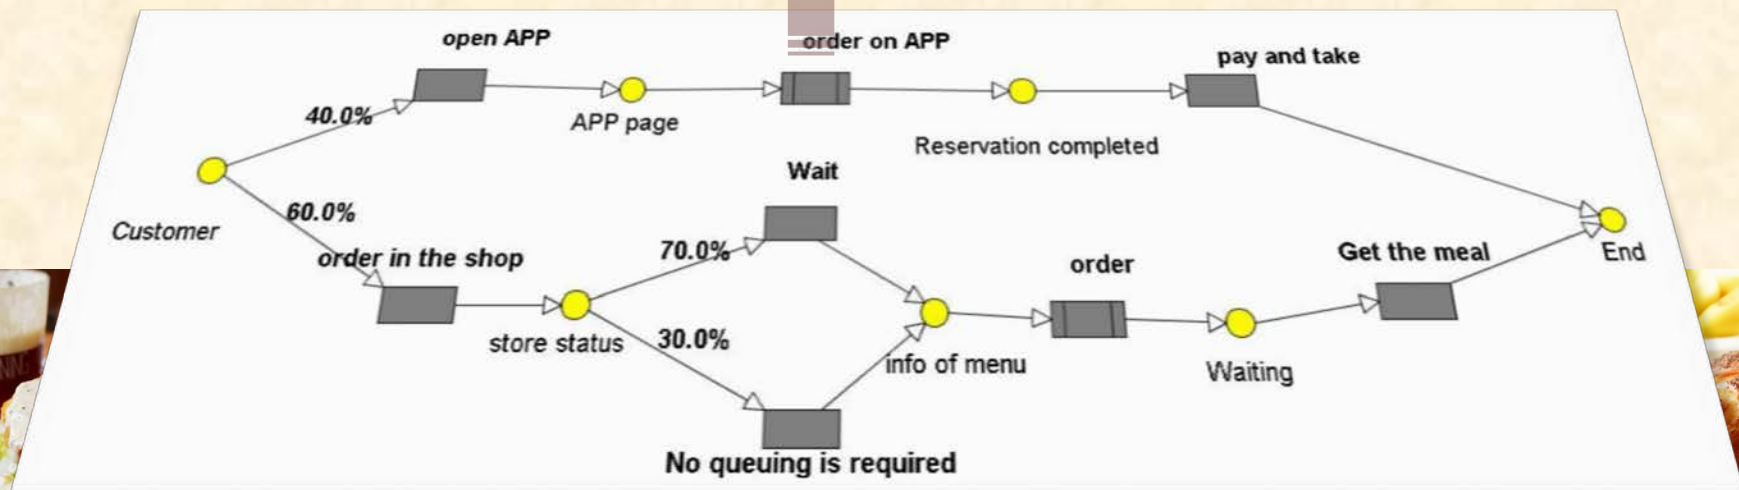 open APP
order on APP
pay and take
40.0%
APP page
Reservation completed
Wait
60.0%
Customer
order in the shop
70.0%
order
Get the meal
End
store status
30.0%
info of menu
Waiting
No queuing is required